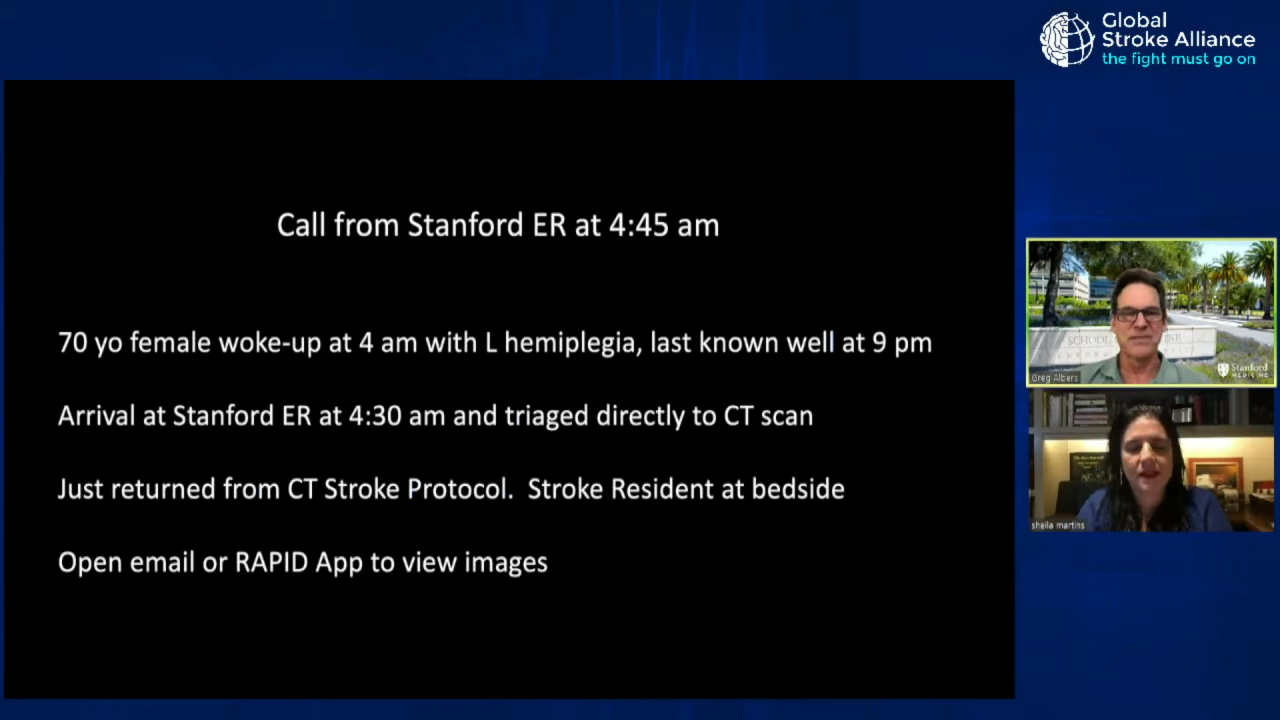 Global
Stroke Alliance
the fight must go on
Call from Stanford ER at 4:45 am
70 yo female woke-up at 4 am with L hemiplegia, last known well at 9 pm
Arrival at Stanford ER at 4:30 am and triaged directly to CT scan
Just returned from CT Stroke Protocol. Stroke Resident at bedside
Open email or RAPID App to view images
SCHOOL
Stanford
MEDICINE
Greg Albers
sheila martins